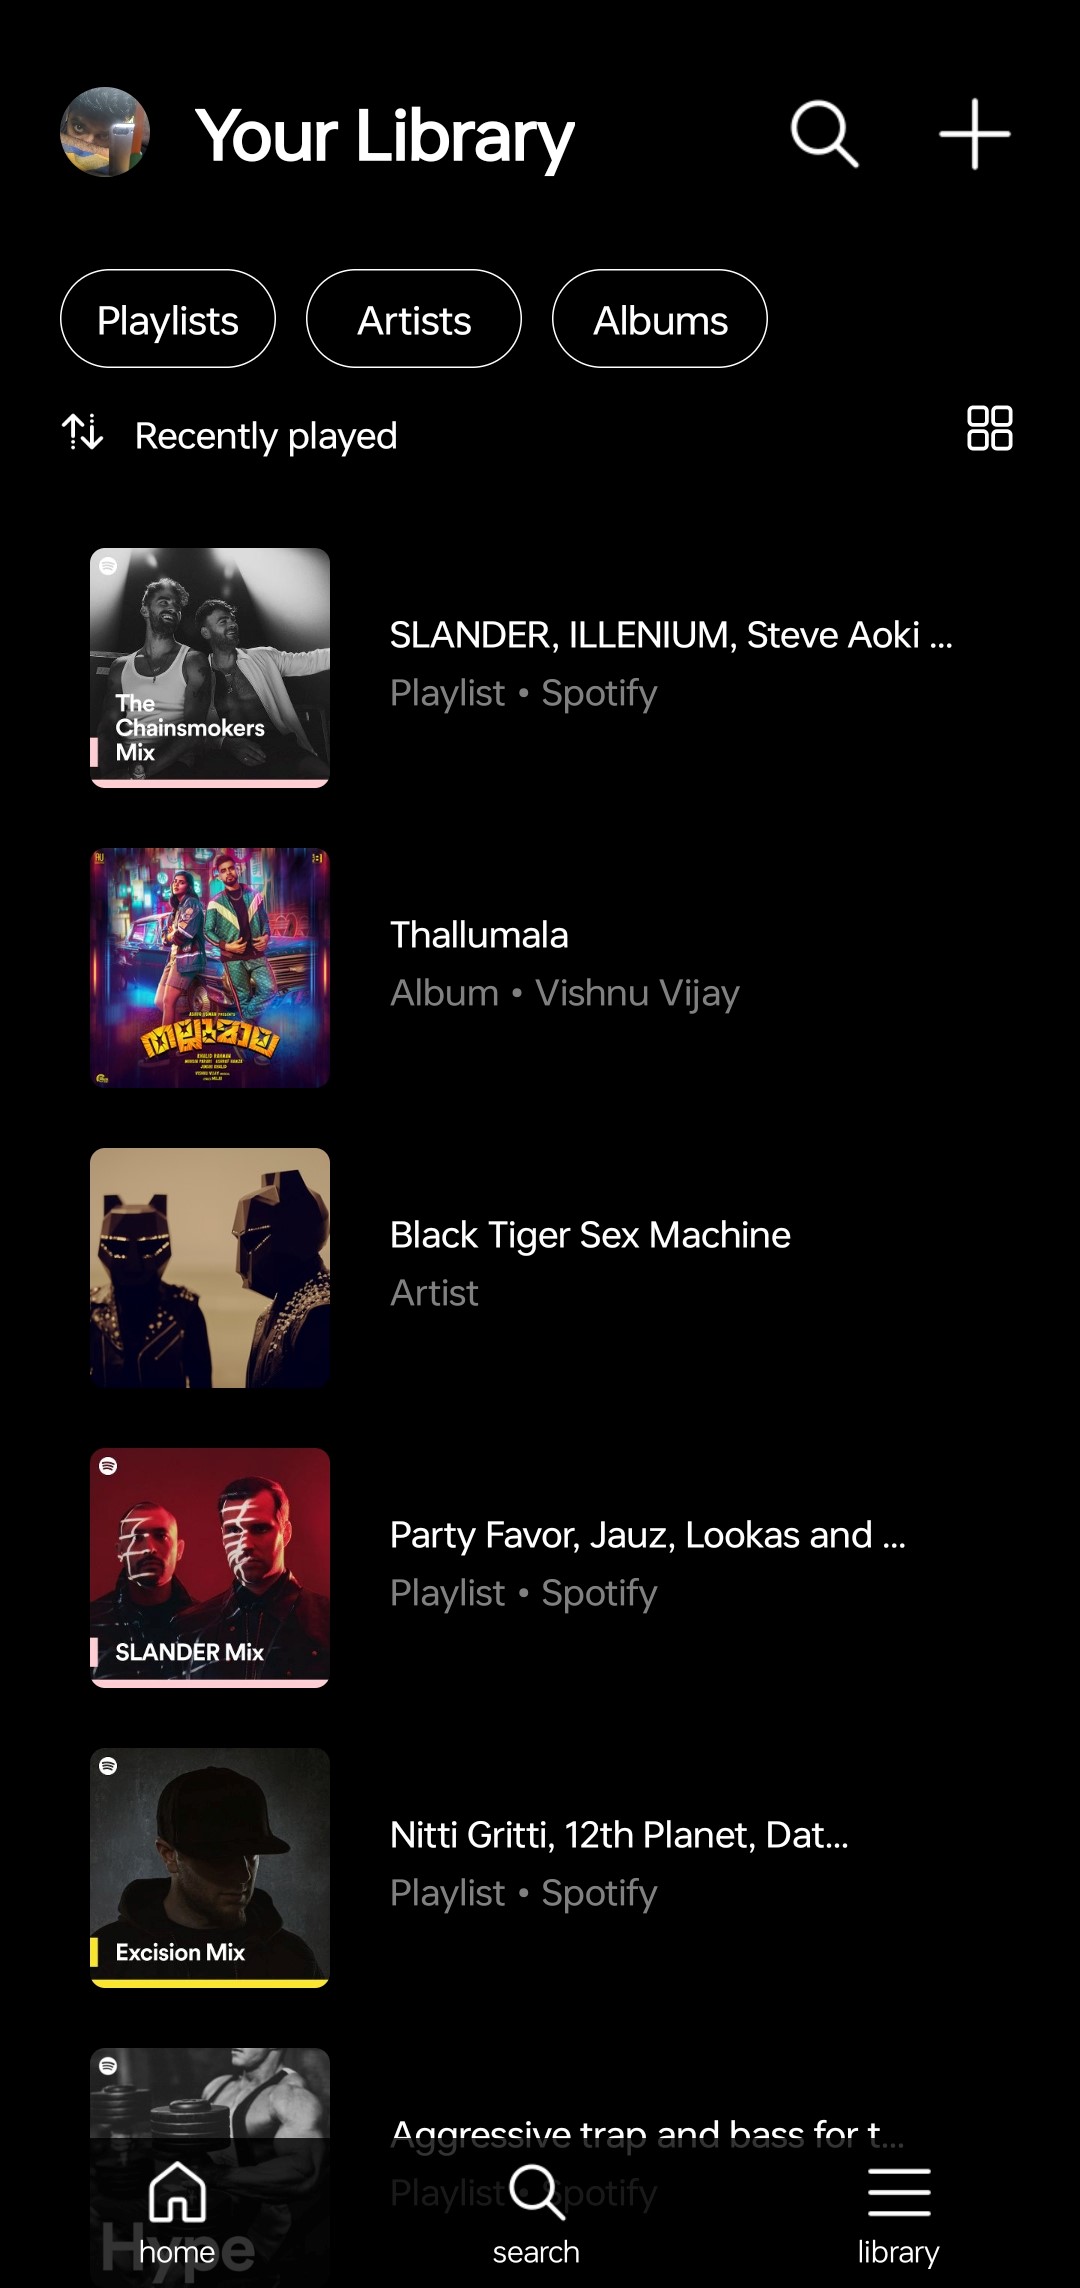 Your Library
Playlists
Artists
Albums
Recently played
The
Chainsmokers
Mix
SLANDER, ILLENIUM, Steve Aoki ...
Playlist • Spotify
തല്ലുമാല
Thallumala
Album • Vishnu Vijay
Black Tiger Sex Machine
Artist
SLANDER Mix
Party Favor, Jauz, Lookas and ...
Playlist • Spotify
Excision Mix
Nitti Gritti, 12th Planet, Dat...
Playlist • Spotify
Aggressive trap and bass for t...
Playlist • Spotify
Hype
home
search
library